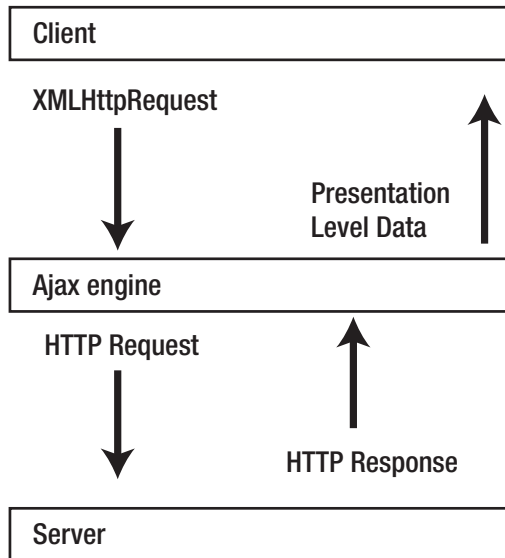 Client
XMLHttpRequest
Presentation
Level Data
Ajax engine
HTTP Request
HTTP Response
Server